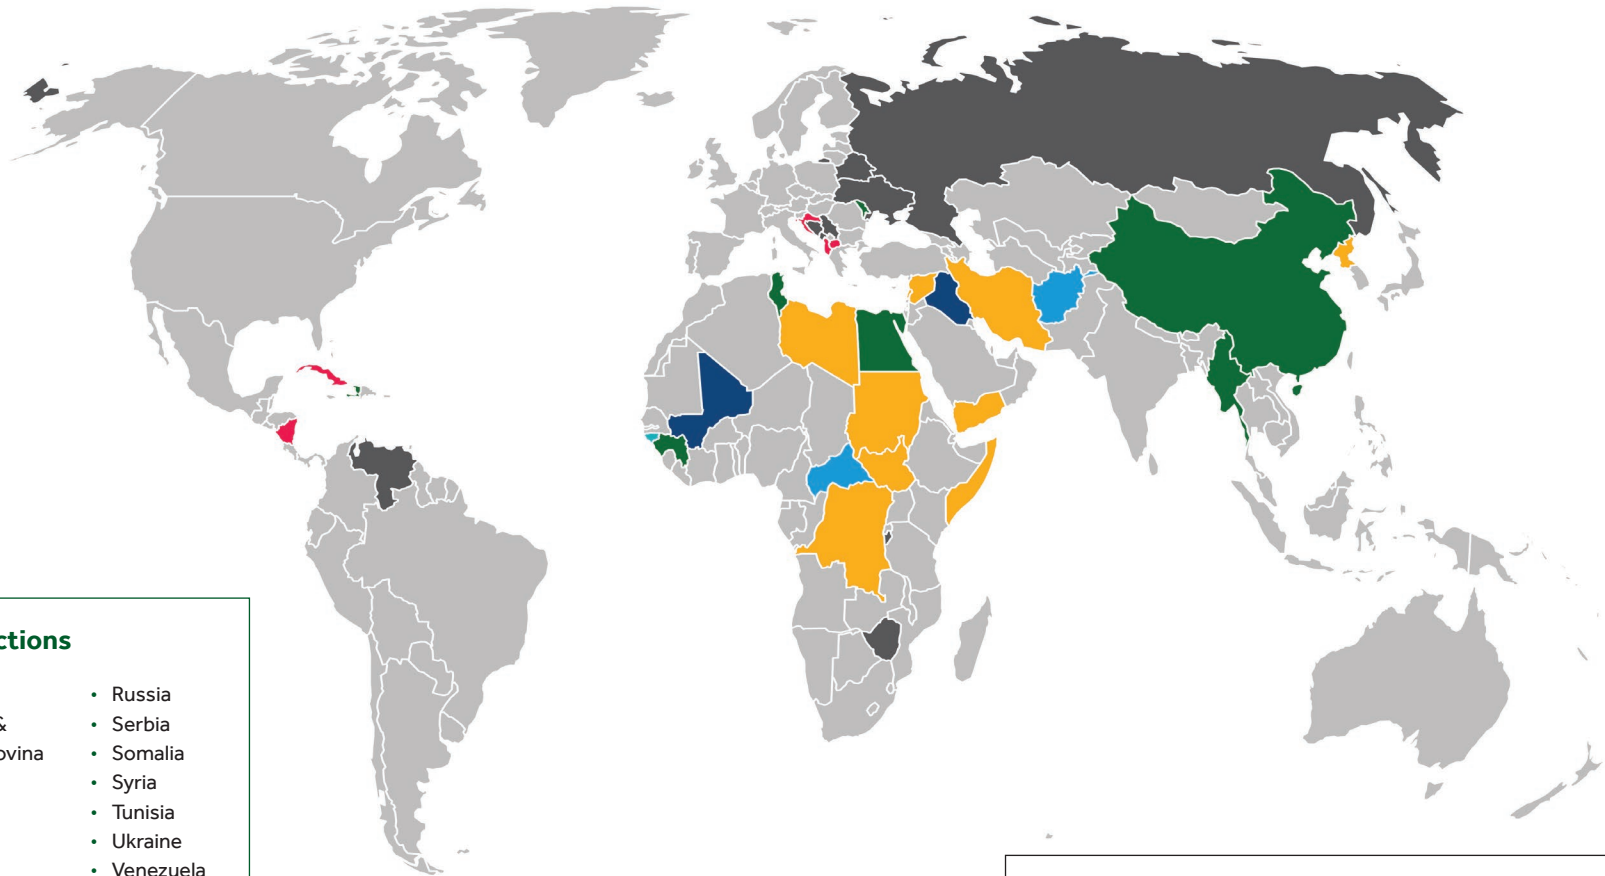 ctions
&
ovina
• Russia
• Serbia
• Somalia
• Syria
• Tunisia
• Ukraine
• Venezuela